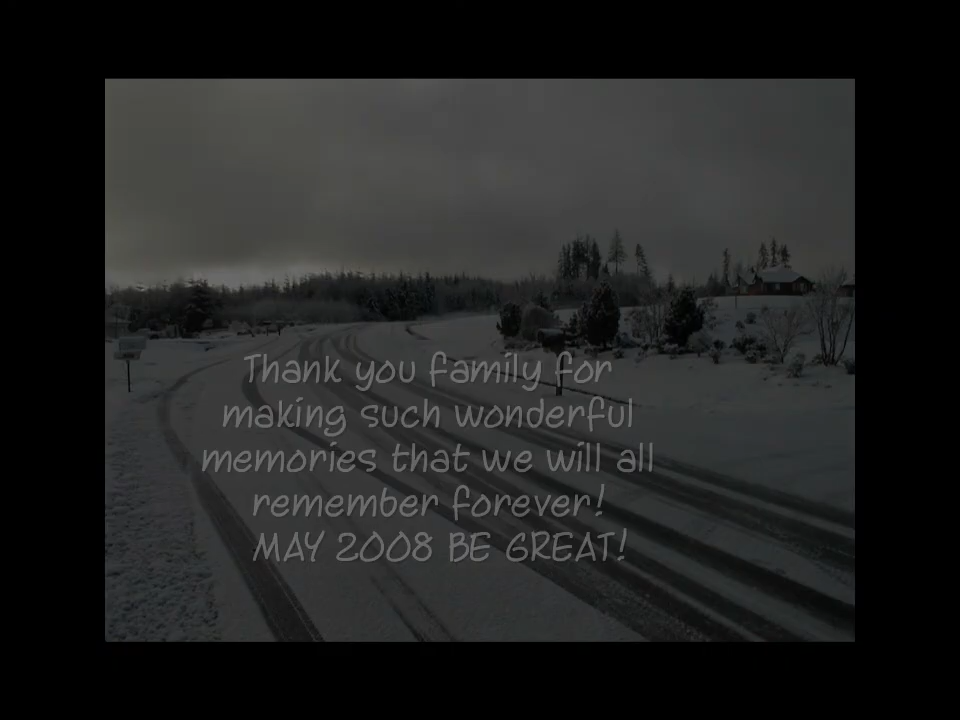 Thank you family for
making such wonderful
memories that we will all
remember forever!
MAY 2008 BE GREAT!